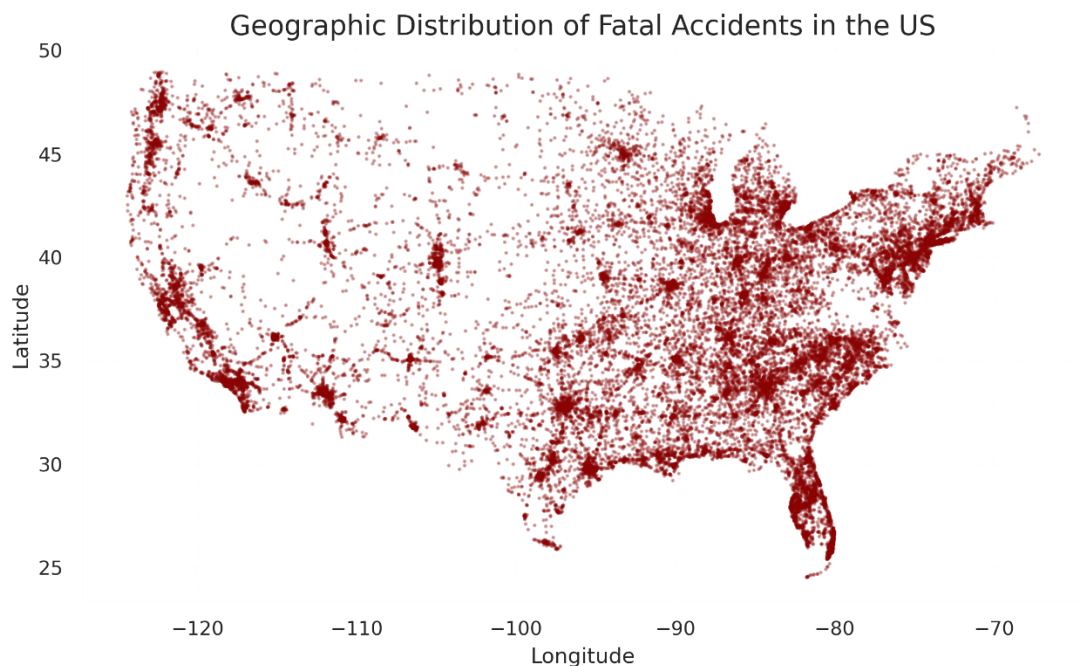 Geographic Distribution of Fatal Accidents in the US
50
45
40
35
30
25
Latitude
−120 −110 −100 −90 −80 −70
Longitude